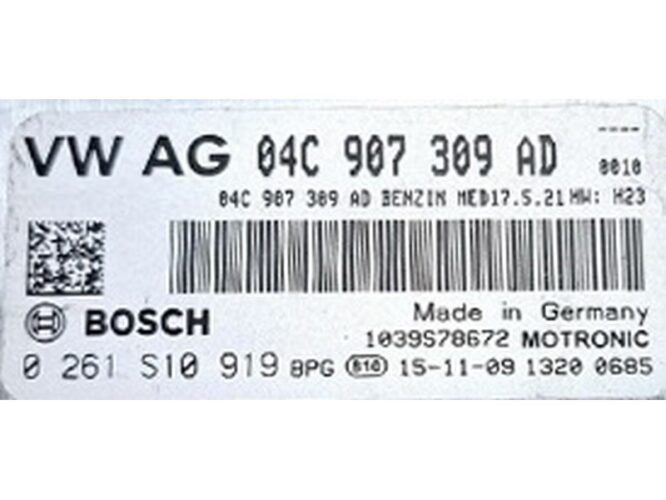 VW AG 04C 907 309 AD ---- 0010
04C 907 309 AD BENZIN MED17.5.21 HW: H23
BOSCH
Made in Germany
1039S78672 MOTRONIC
0 261 S10 919 BPG S10 15-11-09 1320 0685